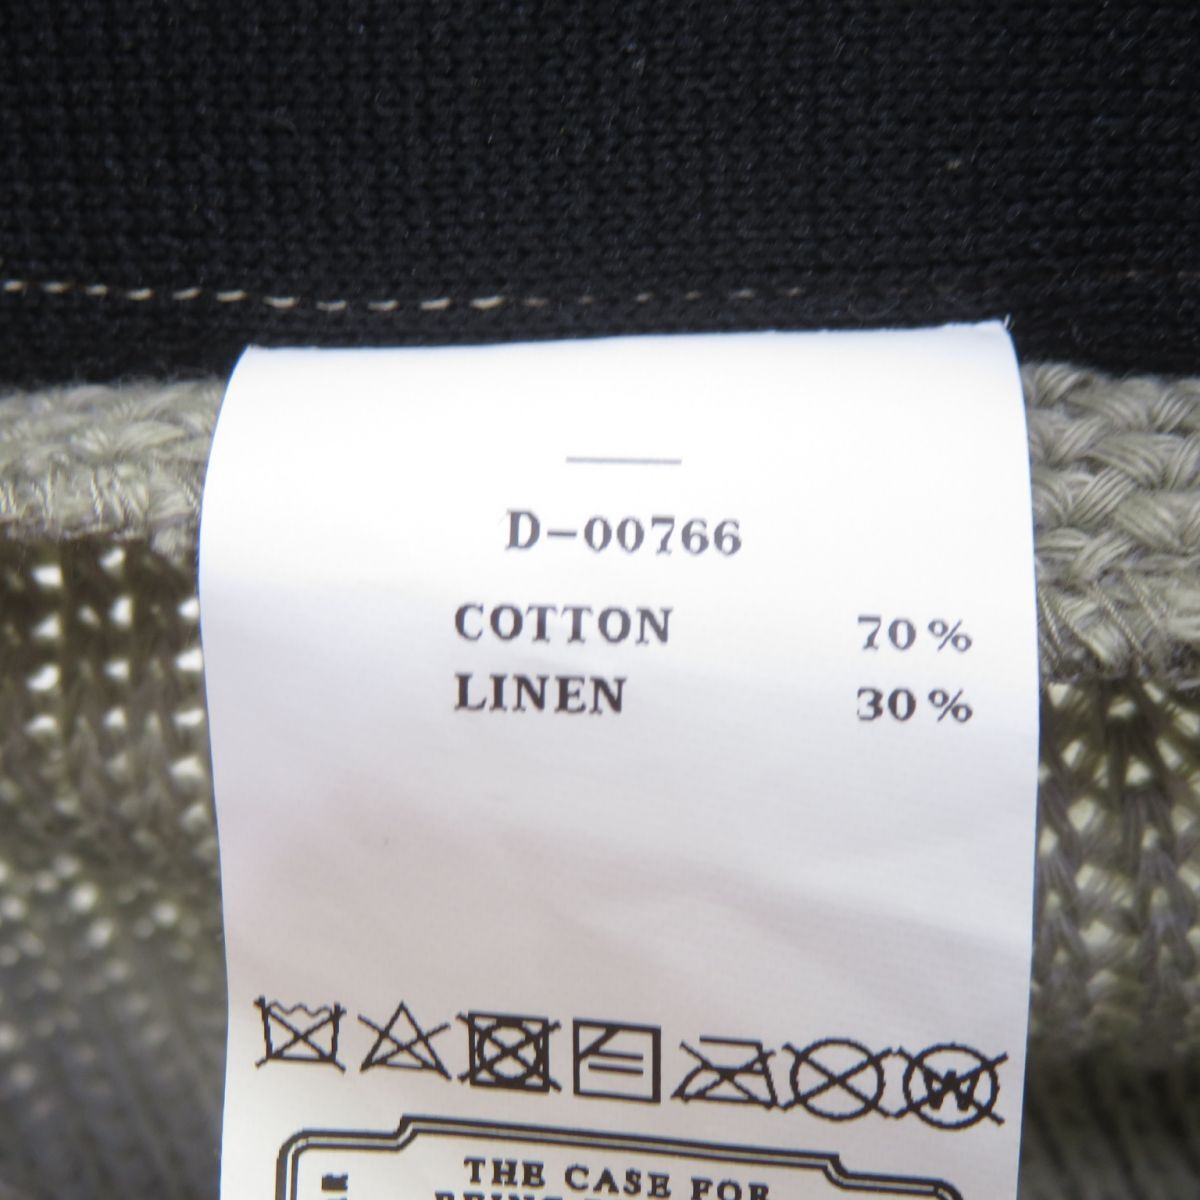 D-00766
COTTON 70%
LINEN 30%
W
THE CASE FOR